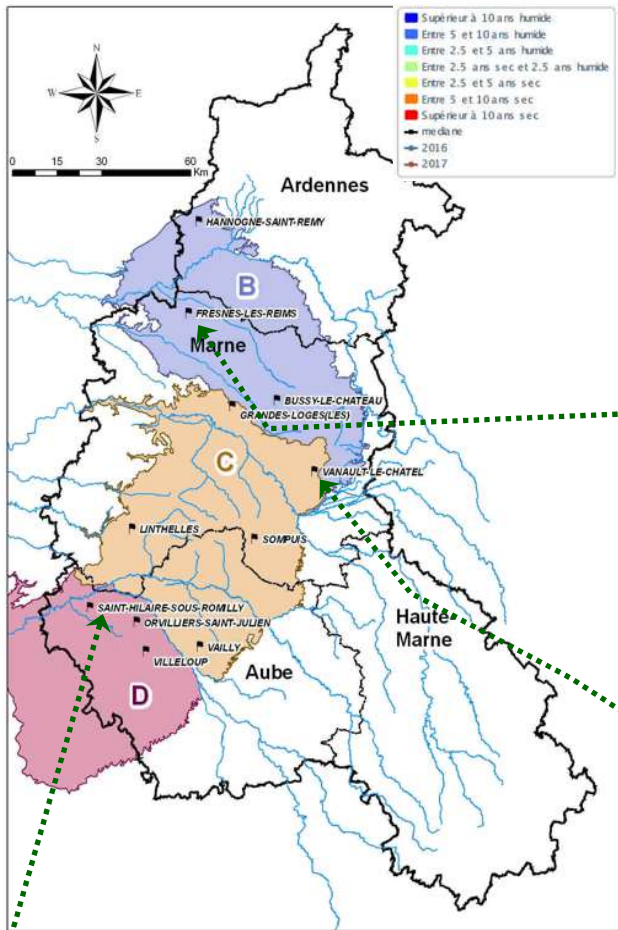 Supérieur à 10 ans humide
Entre 5 et 10 ans humide
Entre 2.5 et 5 ans humide
Entre 2.5 ans sec et 2.5 ans humide
Entre 2.5 et 5 ans sec
Entre 5 et 10 ans sec
Supérieur à 10 ans sec
mediane
2016
2017
N
W
E
S
0 15 30 60
Km
Ardennes
HANNOGNE-SAINT-REMY
B
FRESNES-LES-REIMS
Marne
BUSSY-LE-CHATEAU
GRANDES-LOGES(LES)
C
VANAULT-LE-CHATEL
LINTHELLES
SOMPUIS
SAINT-HILAIRE-SOUS-ROMILLY
ORVILLIERS-SAINT-JULIEN
Haute
Marne
VAILLY
VILLELOUP
Aube
D